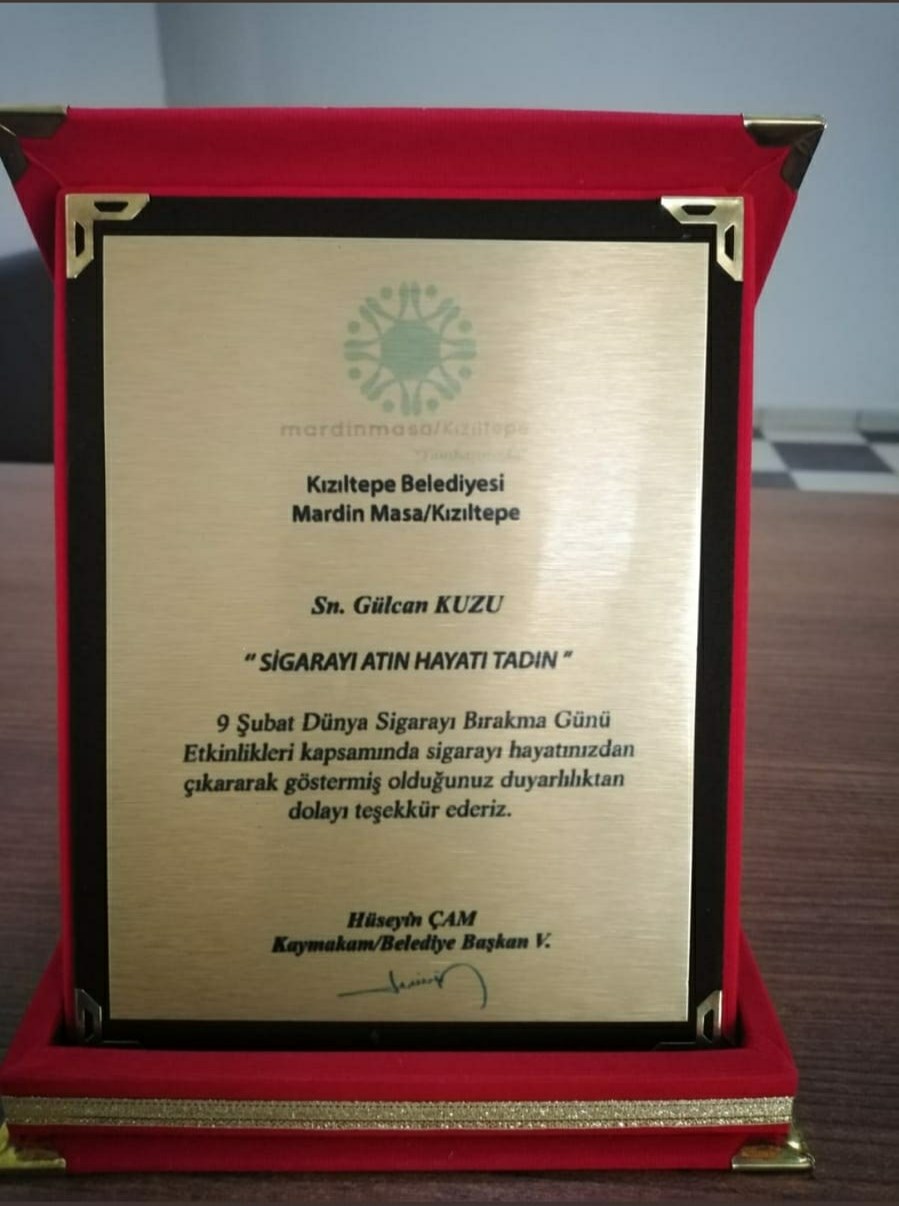 mardinmasa/Kızıltepe
Kızıltepe Belediyesi
Mardin Masa/Kızıltepe
Sn. Gülcan KUZU
" SİGARAYI ATIN HAYATI TADIN "
9 Şubat Dünya Sigarayı Bırakma Günü
Etkinlikleri kapsamında sigarayı hayatınızdan
çıkararak göstermiş olduğunuz duyarlılıktan
dolayı teşekkür ederiz.
Hüseyin ÇAM
Kaymakam/Belediye Başkan V.